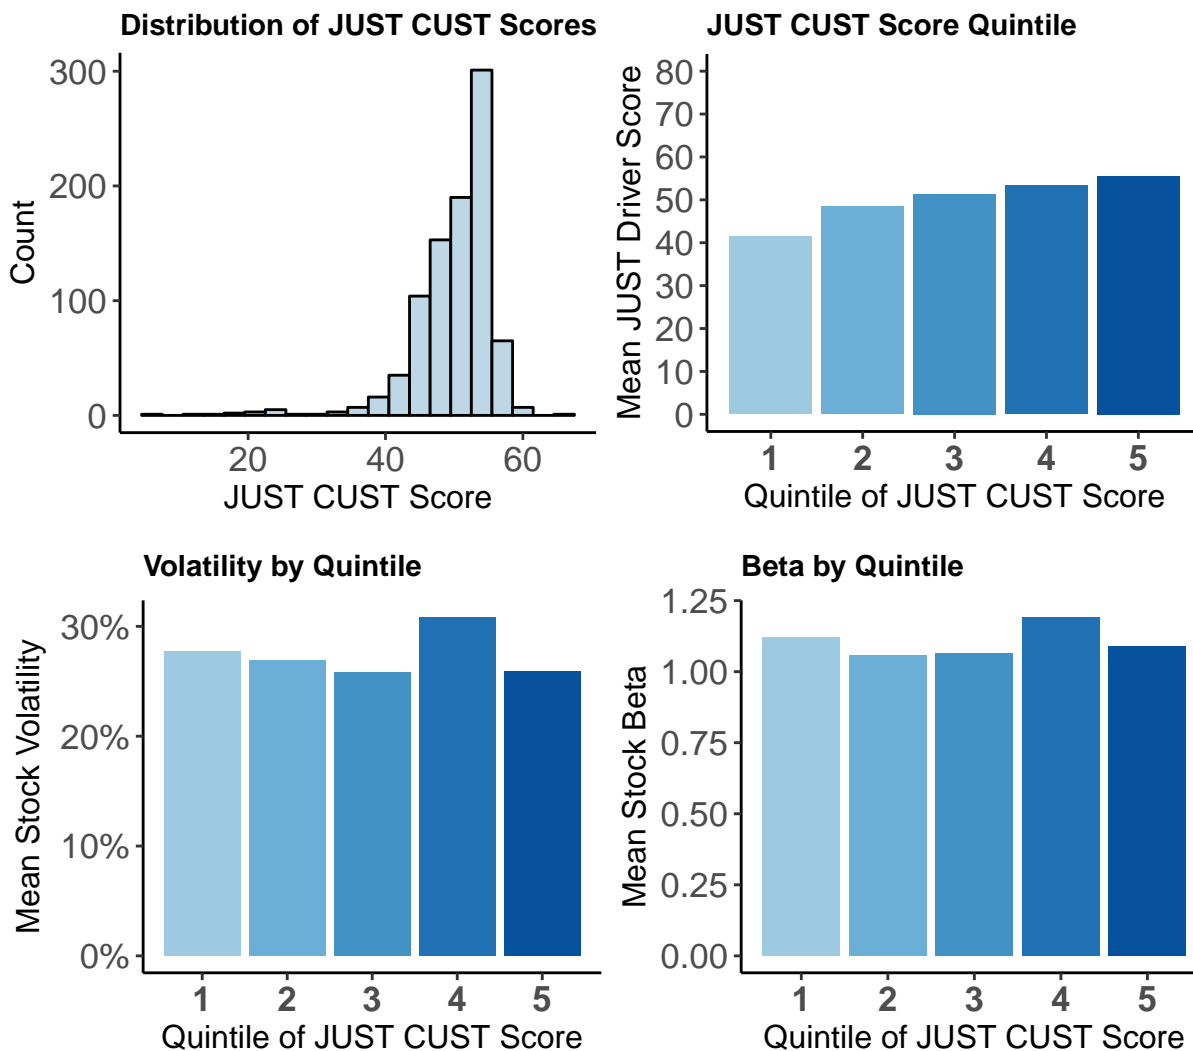 Distribution of JUST CUST Scores
Count
300
200
100
0
20 40 60
JUST CUST Score
JUST CUST Score Quintile
Mean JUST Driver Score
80
70
60
50
40
30
20
10
0
1 2 3 4 5
Quintile of JUST CUST Score
Volatility by Quintile
Mean Stock Volatility
30%
20%
10%
0%
1 2 3 4 5
Quintile of JUST CUST Score
Beta by Quintile
Mean Stock Beta
1.25
1.00
0.75
0.50
0.25
0.00
1 2 3 4 5
Quintile of JUST CUST Score